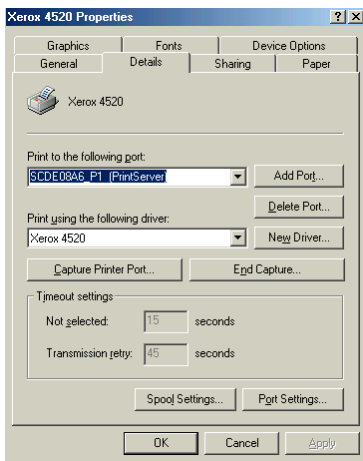 Xerox 4520 Properties
Graphics Fonts Device Options
General Details Sharing Paper
Xerox 4520
Print to the following port:
SCDE08A6_P1 (PrintServer Add Port...
Delete Port...
Print using the following driver:
Xerox 4520 New Driver...
Capture Printer Port... End Capture...
Timeout settings
Not selected: 15 seconds
Transmission retry: 45 seconds
Spool Settings... Port Settings...
OK Cancel Apply